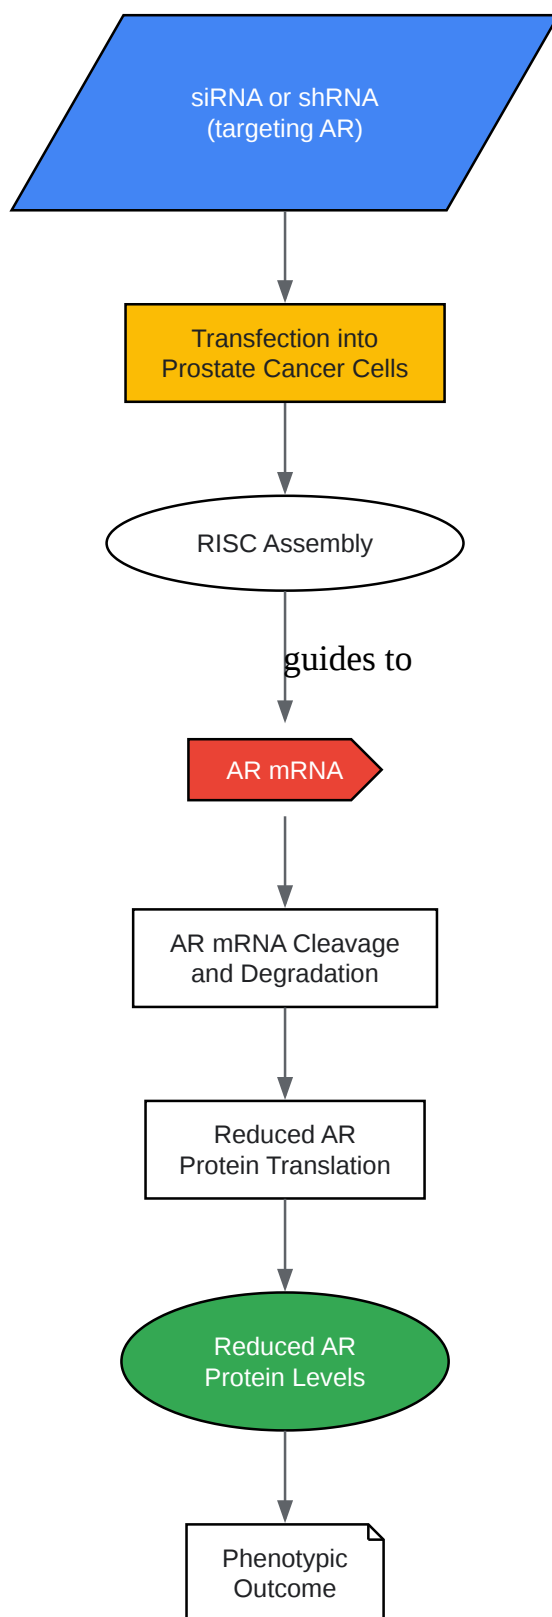 siRNA or shRNA
(targeting AR)
Transfection into
Prostate Cancer Cells
RISC Assembly
guides to
AR mRNA
AR mRNA Cleavage
and Degradation
Reduced AR
Protein Translation
Reduced AR
Protein Levels
Phenotypic
Outcome